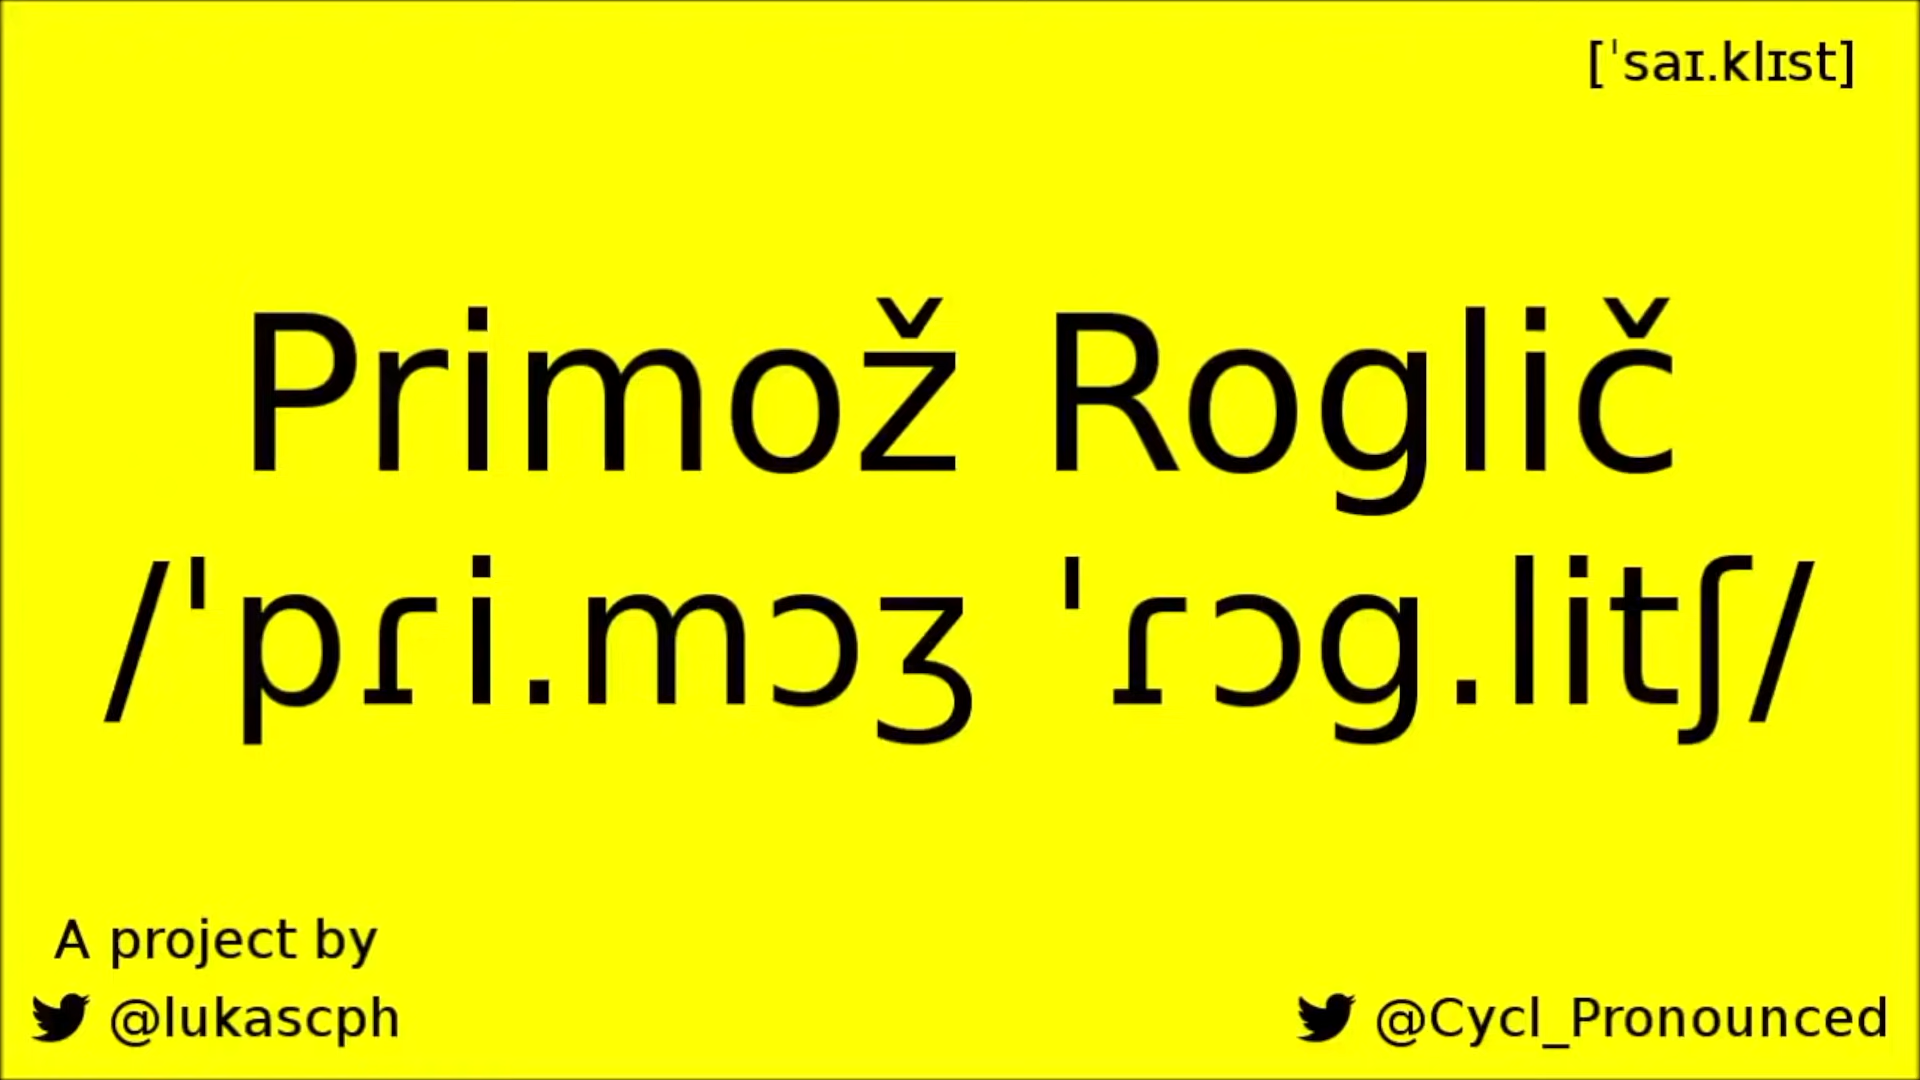 [ˈsaɪ.klɪst]
Primož Roglič
/ˈpɾi.mɔʒ ˈɾɔg.litʃ/
A project by
@lukascph
@Cycl_Pronounced